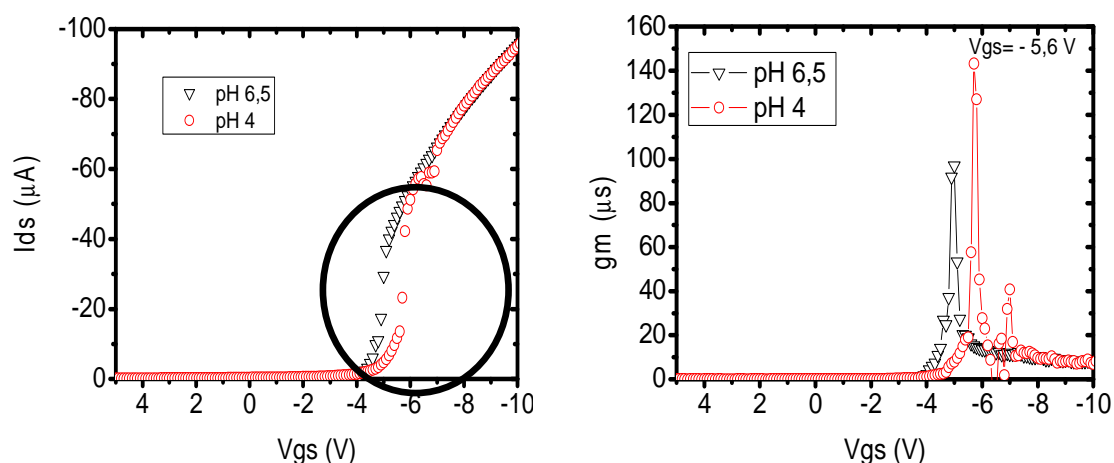 -100
-80
-60
-40
-20
0
Ids (μA)
pH 6,5
pH 4
4 2 0 -2 -4 -6 -8 -10
Vgs (V)
160
140
120
100
80
60
40
20
0
gm (μs)
Vgs= - 5,6 V
pH 6,5
pH 4
4 2 0 -2 -4 -6 -8 -10
Vgs (V)